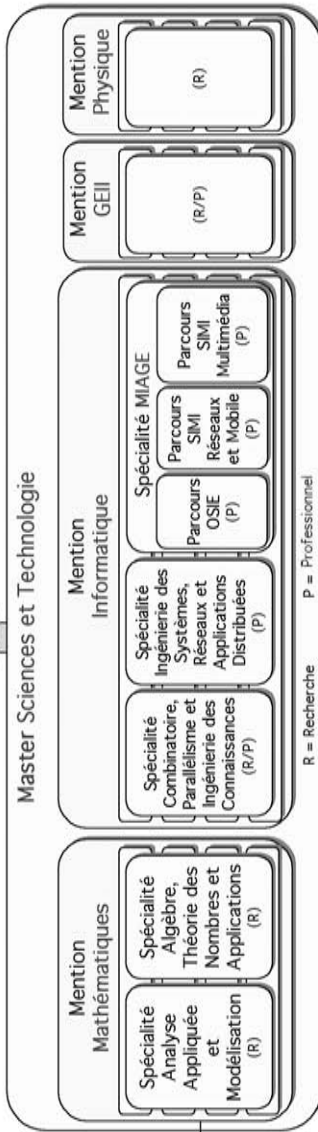 Master Sciences et Technologie
Mention
Mathématiques
Spécialité
Analyse
Appliquée
et
Modélisation
(R)
Spécialité
Algèbre,
Théorie des
Nombres et
Applications
(R)
Mention
Informatique
Spécialité
Combinatoire,
Parallélisme et
Ingénierie des
Connaissances
(R/P)
Spécialité
Ingénierie des
Systèmes,
Réseaux et
Applications
Distribuées
(P)
Spécialité MIAGE
Parcours
OSIE
(P)
Parcours
SIMI
Réseaux
et Mobile
(P)
Parcours
SIMI
Multimédia
(P)
Mention
GEII
(R/P)
Mention
Physique
(R)
R = Recherche
P = Professionnel